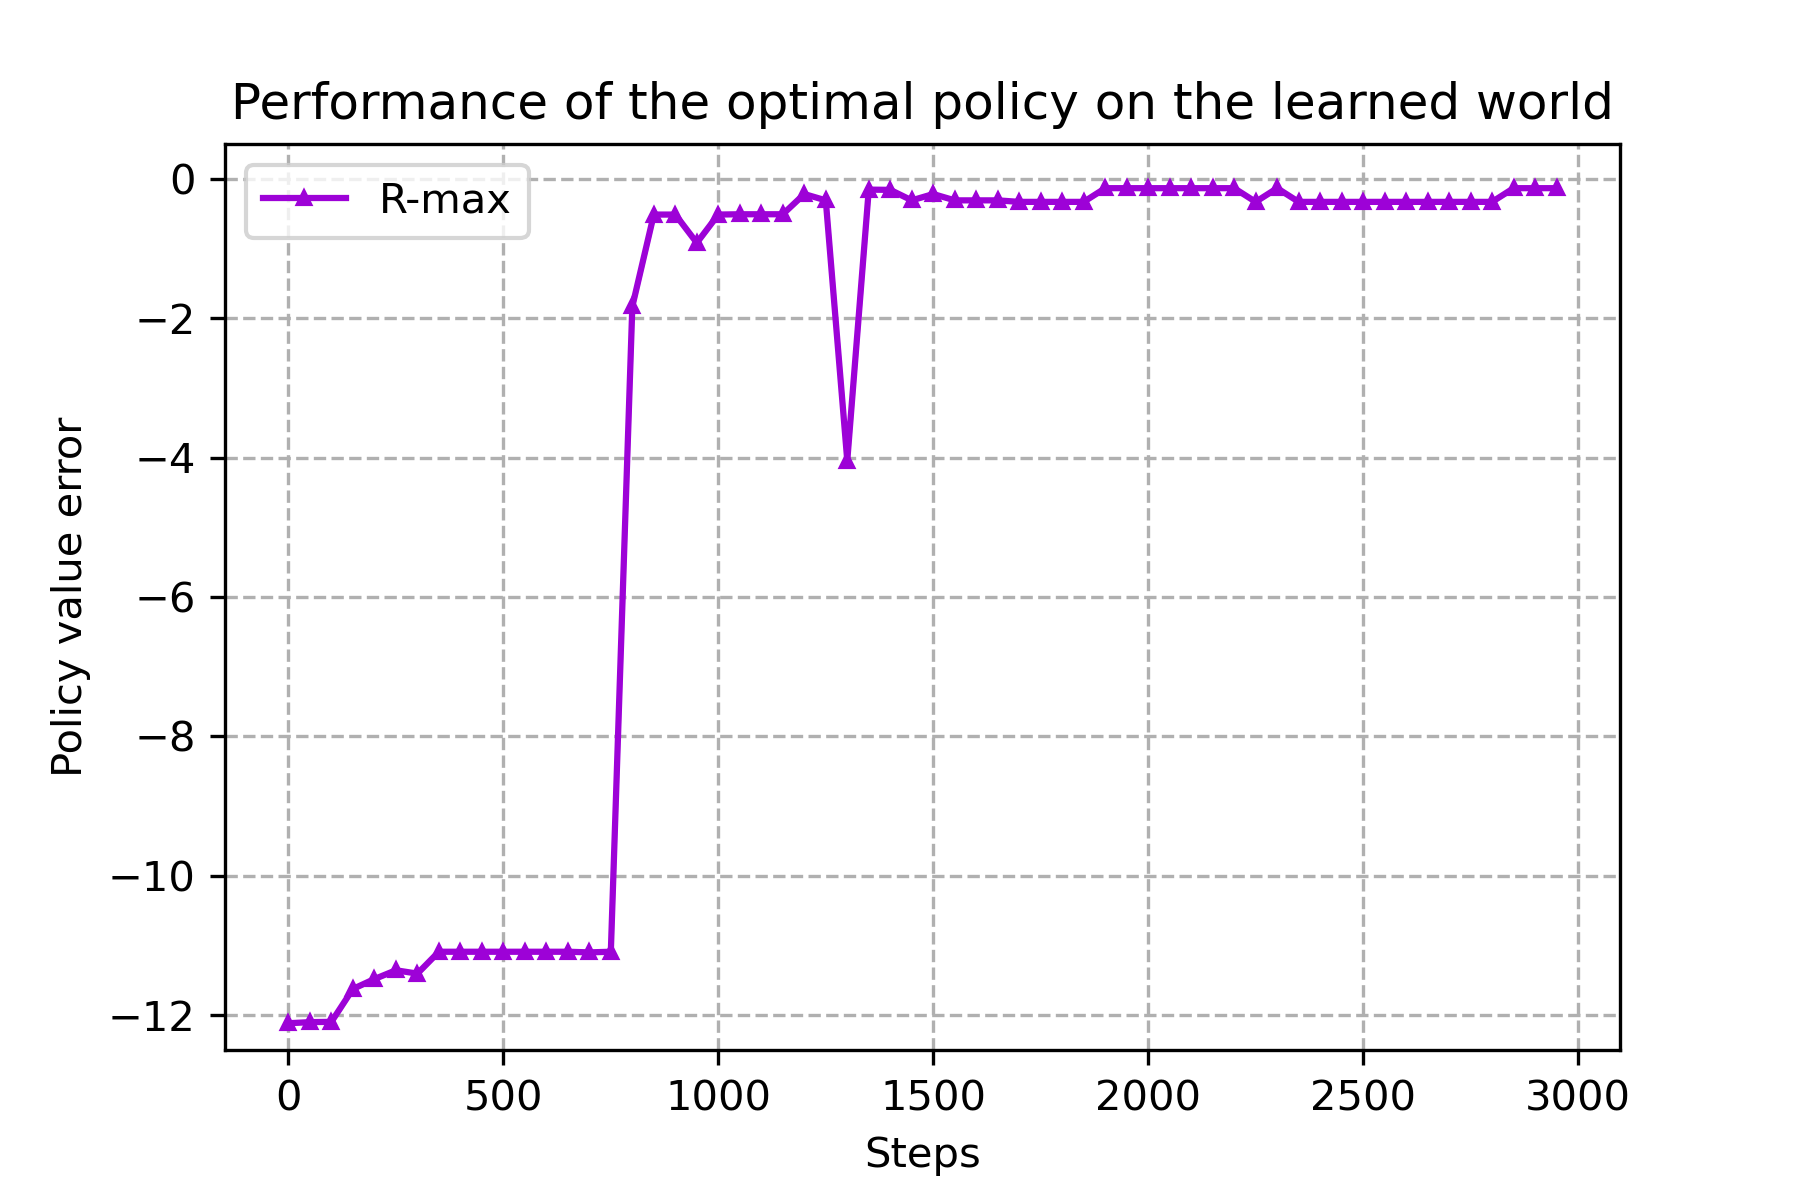 Performance of the optimal policy on the learned world
R-max
0
−2
−4
−6
−8
−10
−12
Policy value error
0 500 1000 1500 2000 2500 3000
Steps